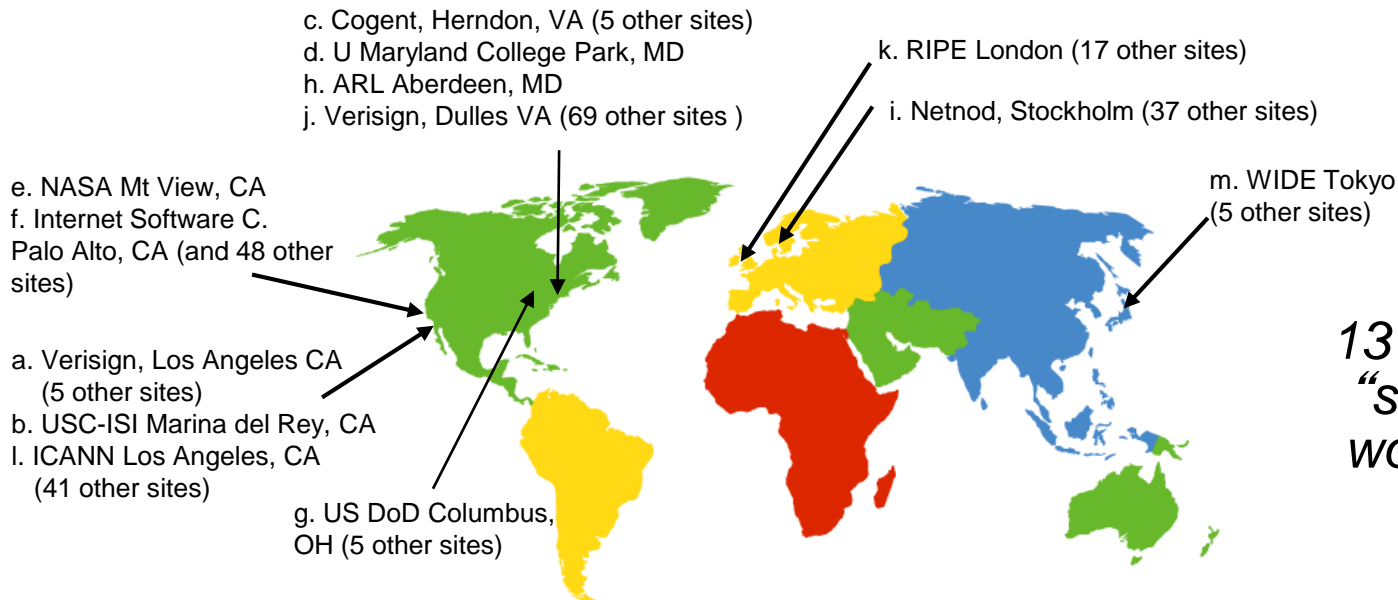 c. Cogent, Herndon, VA (5 other sites)
d. U Maryland College Park, MD
h. ARL Aberdeen, MD
j. Verisign, Dulles VA (69 other sites )
k. RIPE London (17 other sites)
i. Netnod, Stockholm (37 other sites)
e. NASA Mt View, CA
f. Internet Software C.
Palo Alto, CA (and 48 other
sites)
m. WIDE Tokyo
(5 other sites)
a. Verisign, Los Angeles CA
(5 other sites)
b. USC-ISI Marina del Rey, CA
l. ICANN Los Angeles, CA
(41 other sites)
g. US DoD Columbus,
OH (5 other sites)
13